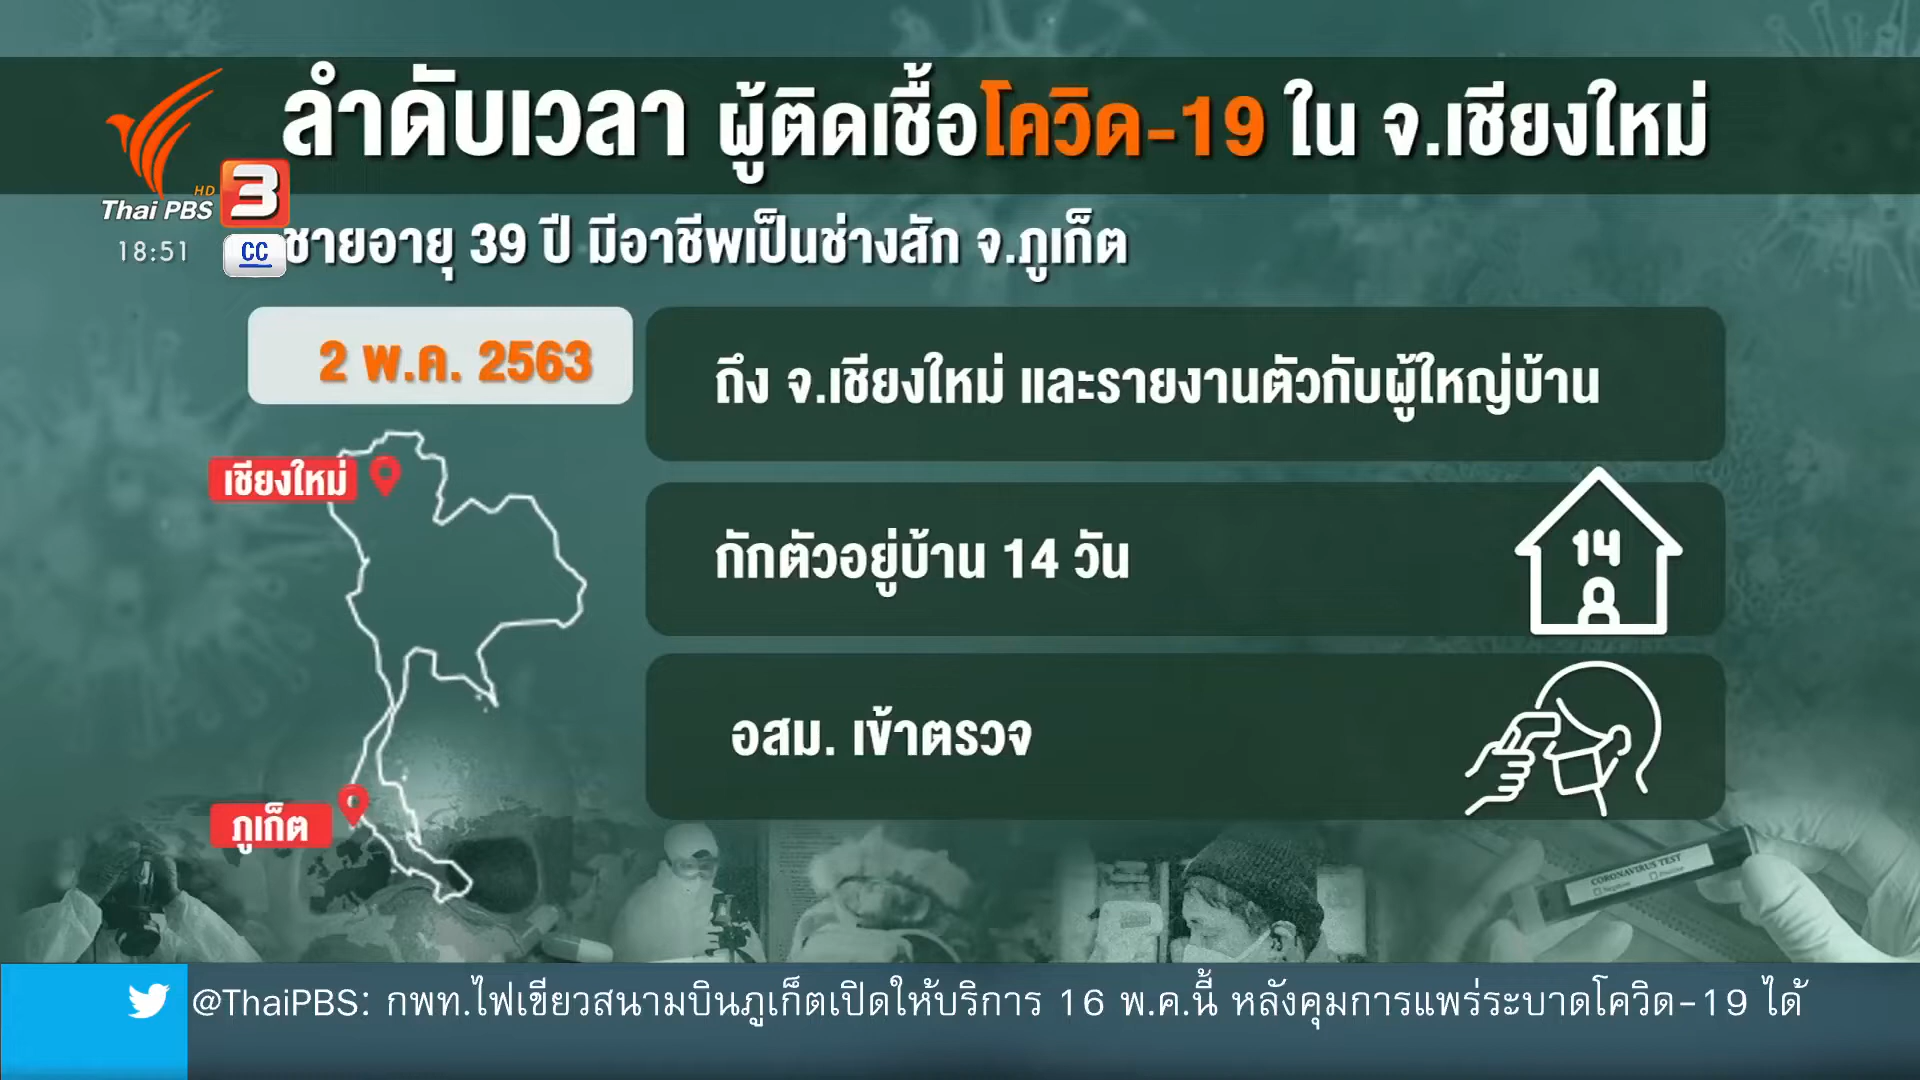 ลำดับเวลา ผู้ติดเชื้อโควิด-19 ใน จ.เชียงใหม่
HD
Thai PBS 3
18:51 CC
ชายอายุ 39 ปี มีอาชีพเป็นช่างสัก จ.ภูเก็ต
2 พ.ค. 2563
ถึง จ.เชียงใหม่ และรายงานตัวกับผู้ใหญ่บ้าน
เชียงใหม่
กักตัวอยู่บ้าน 14 วัน
14
อสม. เข้าตรวจ
ภูเก็ต
CORONAVIRUS TEST
Negative Positive
@ThaiPBS: กพท.ไฟเขียวสนามบินภูเก็ตเปิดให้บริการ 16 พ.ค.นี้ หลังคุมการแพร่ระบาดโควิด-19 ได้